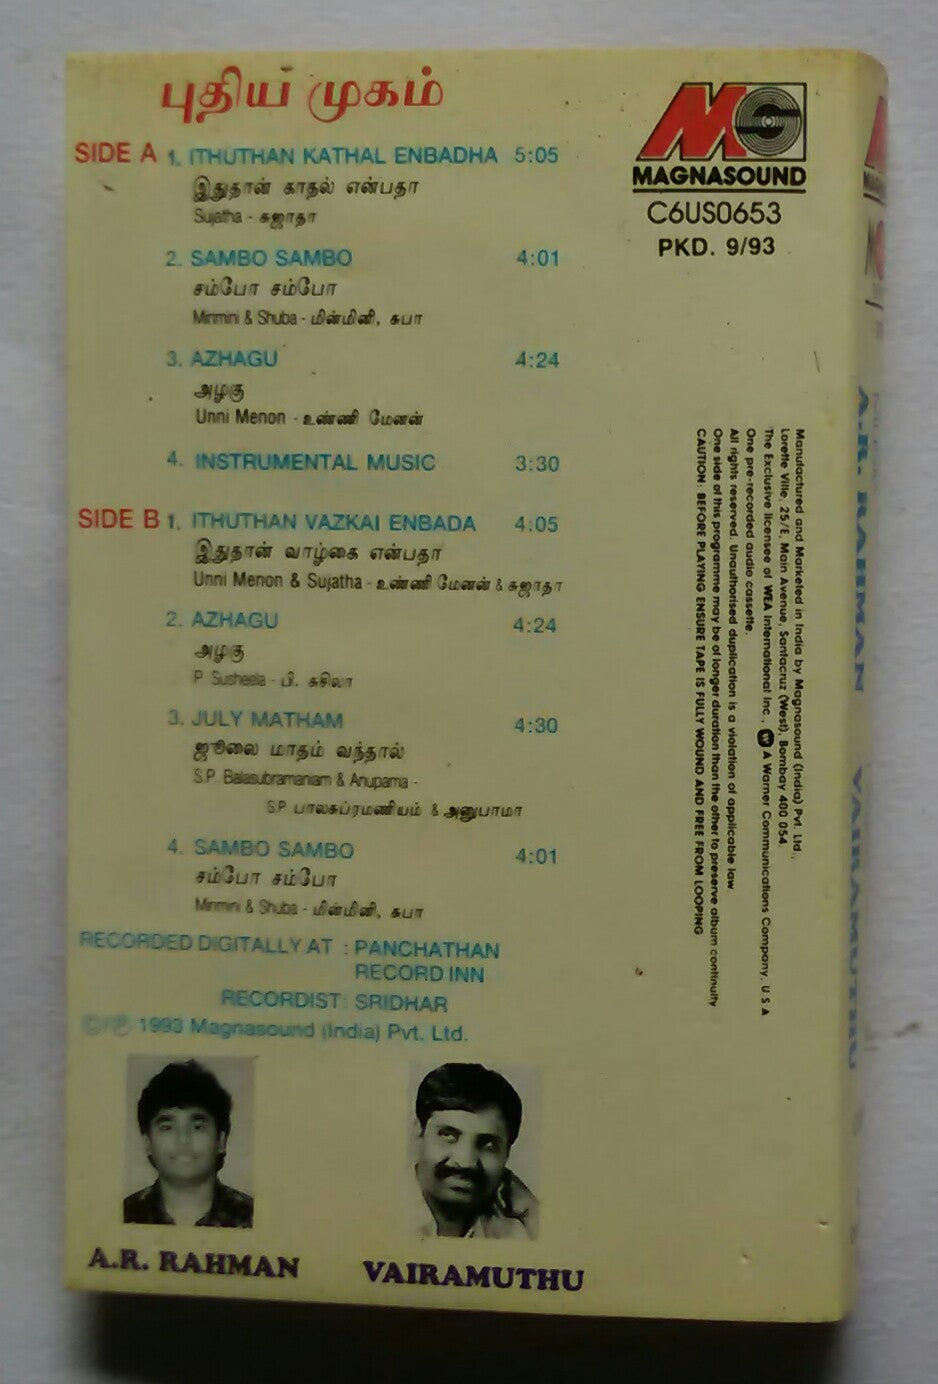 புதிய முகம்
SIDE A 1. ITHUTHAN KATHAL ENBADHA 5:05
இதுதான் காதல் என்பதா
Sujatha - சுஜாதா
2. SAMBO SAMBO 4:01
சம்போ சம்போ
Minmini & Shuba - மின்மினி, சுபா
3. AZHAGU 4:24
அழகு
Unni Menon - உண்ணி மேனன்
4. INSTRUMENTAL MUSIC 3:30
SIDE B 1. ITHUTHAN VAZKAI ENBADA 4:05
இதுதான் வாழ்கை என்பதா
Unni Menon & Sujatha - உண்ணி மேனன் & சுஜாதா
2. AZHAGU 4:24
அழகு
P. Susheela - பி. சுசிலா
3. JULY MATHAM 4:30
ஜூலை மாதம் வந்தால்
S.P. Balasubramaniam & Anupama -
S.P. பாலசுப்ரமணியம் & அனுபாமா
4. SAMBO SAMBO 4:01
சம்போ சம்போ
Minmini & Shuba - மின்மினி, சுபா
RECORDED DIGITALLY AT : PANCHATHAN
RECORD INN
RECORDIST: SRIDHAR
©/℗ 1993 Magnasound (India) Pvt. Ltd.
A.R. RAHMAN
VAIRAMUTHU
MS
MAGNASOUND
C6US0653
PKD. 9/93
Manufactured and Marketed in India by Magnasound (India) Pvt. Ltd.,
Lorette Ville, 25/E, Main Avenue, Santacruz (West), Bombay 400 054.
The Exclusive licensee of WEA International Inc., W A Warner Communications Company. U S A
One pre-recorded audio cassette.
All rights reserved. Unauthorised duplication is a violation of applicable law
One side of this programme may be of longer duration than the other to preserve album continuity
CAUTION : BEFORE PLAYING ENSURE TAPE IS FULLY WOUND AND FREE FROM LOOPING
A.R. RAHMAN VAIRAMUTHU